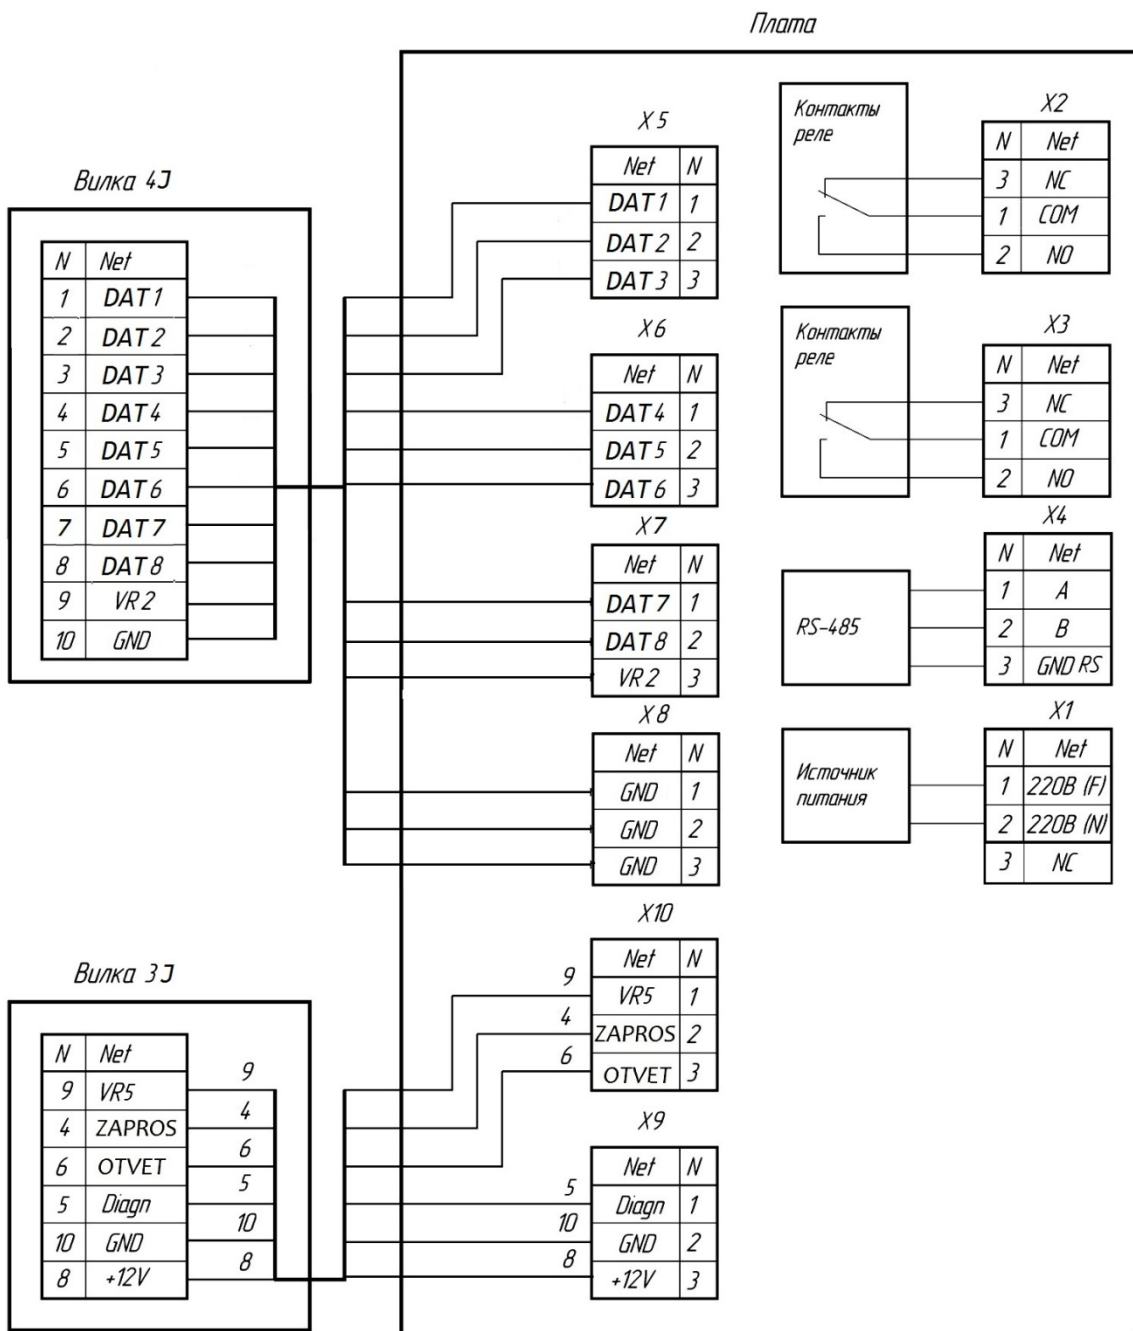 Плата
Вилка 4J
N Net
1 DAT1
2 DAT2
3 DAT3
4 DAT4
5 DAT5
6 DAT6
7 DAT7
8 DAT8
9 VR2
10 GND
X5
Net N
DAT1 1
DAT2 2
DAT3 3
X6
Net N
DAT4 1
DAT5 2
DAT6 3
X7
Net N
DAT7 1
DAT8 2
VR2 3
X8
Net N
GND 1
GND 2
GND 3
Контакты
реле
X2
N Net
3 NC
1 COM
2 NO
Контакты
реле
X3
N Net
3 NC
1 COM
2 NO
RS-485
X4
N Net
1 A
2 B
3 GND RS
Источник
питания
X1
N Net
1 220В (F)
2 220В (N)
3 NC
Вилка 3J
N Net
9 VR5 9
4 ZAPROS 4
6 OTVET 6
5 Diagn 5
10 GND 10
8 +12V 8
X10
Net N
9 VR5 1
4 ZAPROS 2
6 OTVET 3
X9
Net N
5 Diagn 1
10 GND 2
8 +12V 3